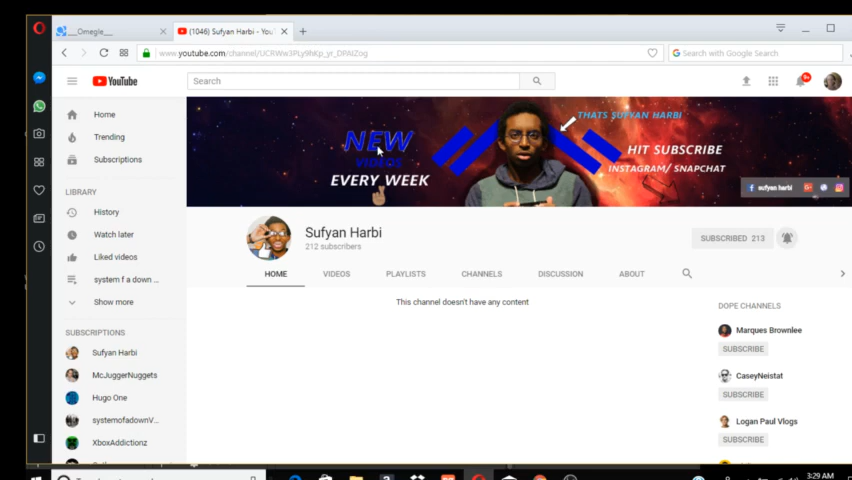 ___Omegle___
(1046) Sufyan Harbi - You
www.youtube.com/channel/UCRWw3PLy9hKp_yr_DPAIZog
Search with Google Search
YouTube
Search
9+
Home
Trending
Subscriptions
LIBRARY
History
Watch later
Liked videos
system f a down ...
Show more
SUBSCRIPTIONS
Sufyan Harbi
McJuggerNuggets
Hugo One
systemofadownV...
XboxAddictionz
NEW
VIDEOS
EVERY WEEK
THATS SUFYAN HARBI
HIT SUBSCRIBE
INSTAGRAM/ SNAPCHAT
sufyan harbi
Sufyan Harbi
212 subscribers
SUBSCRIBED 213
HOME
VIDEOS
PLAYLISTS
CHANNELS
DISCUSSION
ABOUT
This channel doesn't have any content
DOPE CHANNELS
Marques Brownlee
SUBSCRIBE
CaseyNeistat
SUBSCRIBE
Logan Paul Vlogs
SUBSCRIBE
3:29 AM